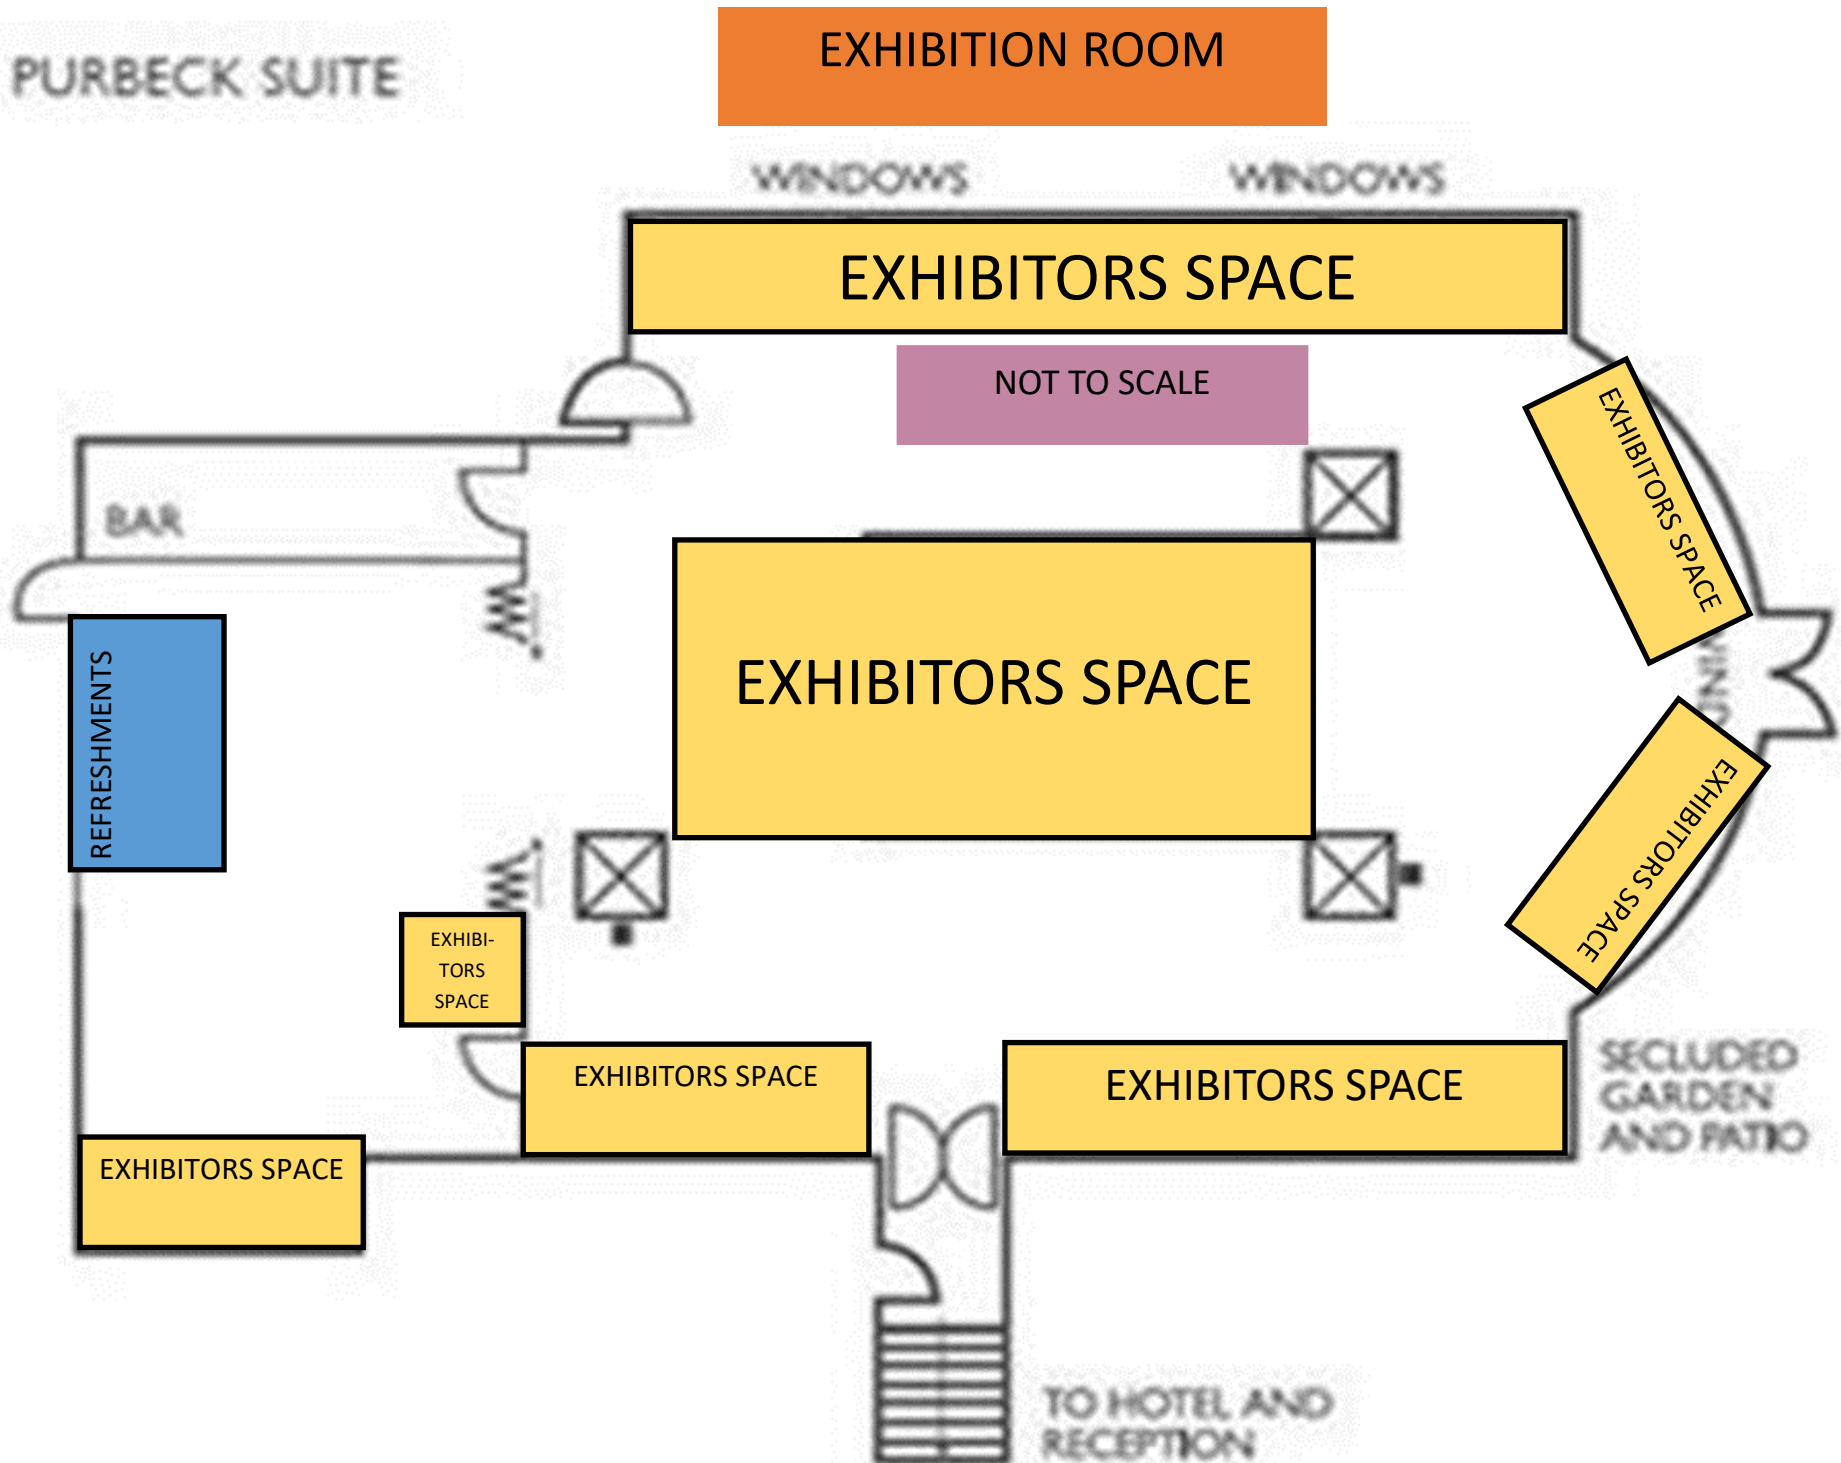 EXHIBITION ROOM
PURBECK SUITE
WINDOWS WINDOWS
EXHIBITORS SPACE
NOT TO SCALE
EXHIBITORS SPACE
BAR
EXHIBITORS SPACE
REFRESHMENTS
EXHIBITORS SPACE
EXHIBI-
TORS
SPACE
EXHIBITORS SPACE
EXHIBITORS SPACE
SECLUDED
GARDEN
AND PATIO
EXHIBITORS SPACE
TO HOTEL AND
RECEPTION